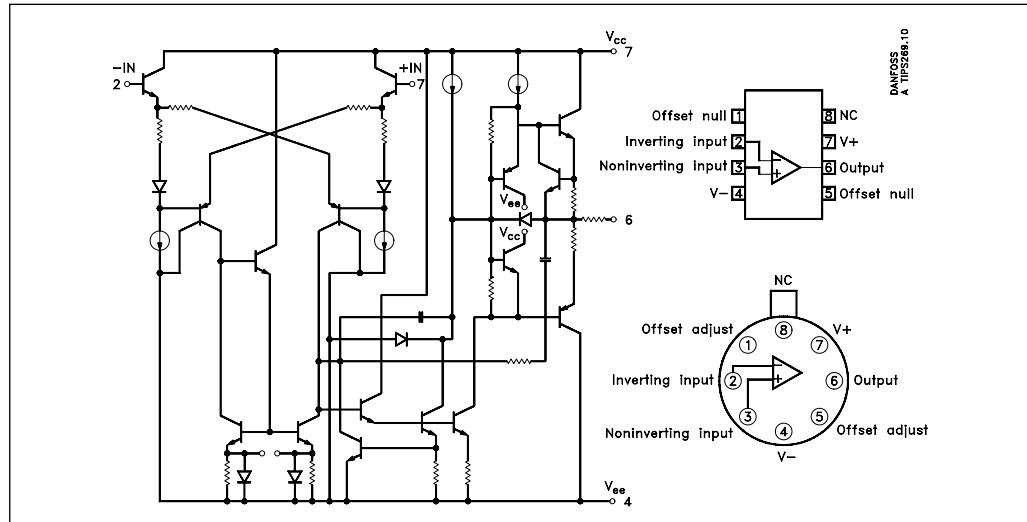 Vcc
7
-IN
2
+IN
7
Vee
Vcc
6
Vee
4
DANFOSS
A TIPS269.10
Offset null 1
8 NC
Inverting input 2
7 V+
Noninverting input 3
6 Output
V- 4
5 Offset null
NC
Offset adjust 1
8
7 V+
Inverting input 2
6 Output
Noninverting input 3
5 Offset adjust
4
V-